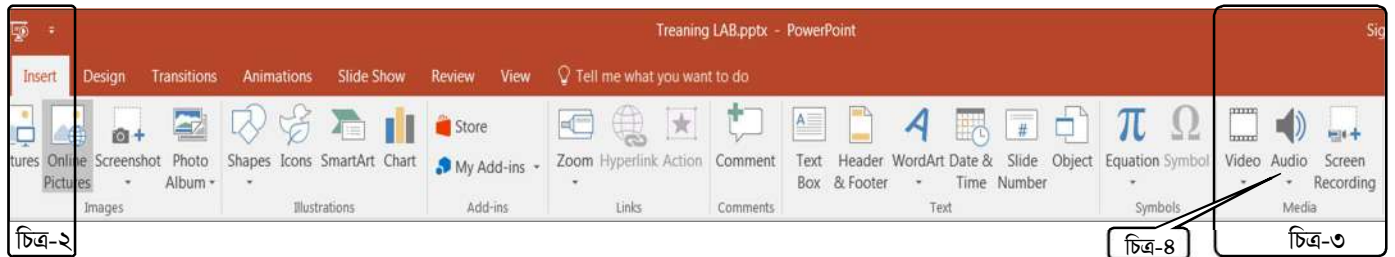 Treaning LAB.pptx - PowerPoint Sig
Insert Design Transitions Animations Slide Show Review View Tell me what you want to do
tures Online Pictures Screenshot Photo Album Shapes Icons SmartArt Chart Store My Add-ins Zoom Hyperlink Action Comment Text Box Header & Footer WordArt Date & Time Slide Number Object Equation Symbol Video Audio Screen Recording
Images Illustrations Add-ins Links Comments Text Symbols Media
চিত্র-২ চিত্র-৪ চিত্র-৩